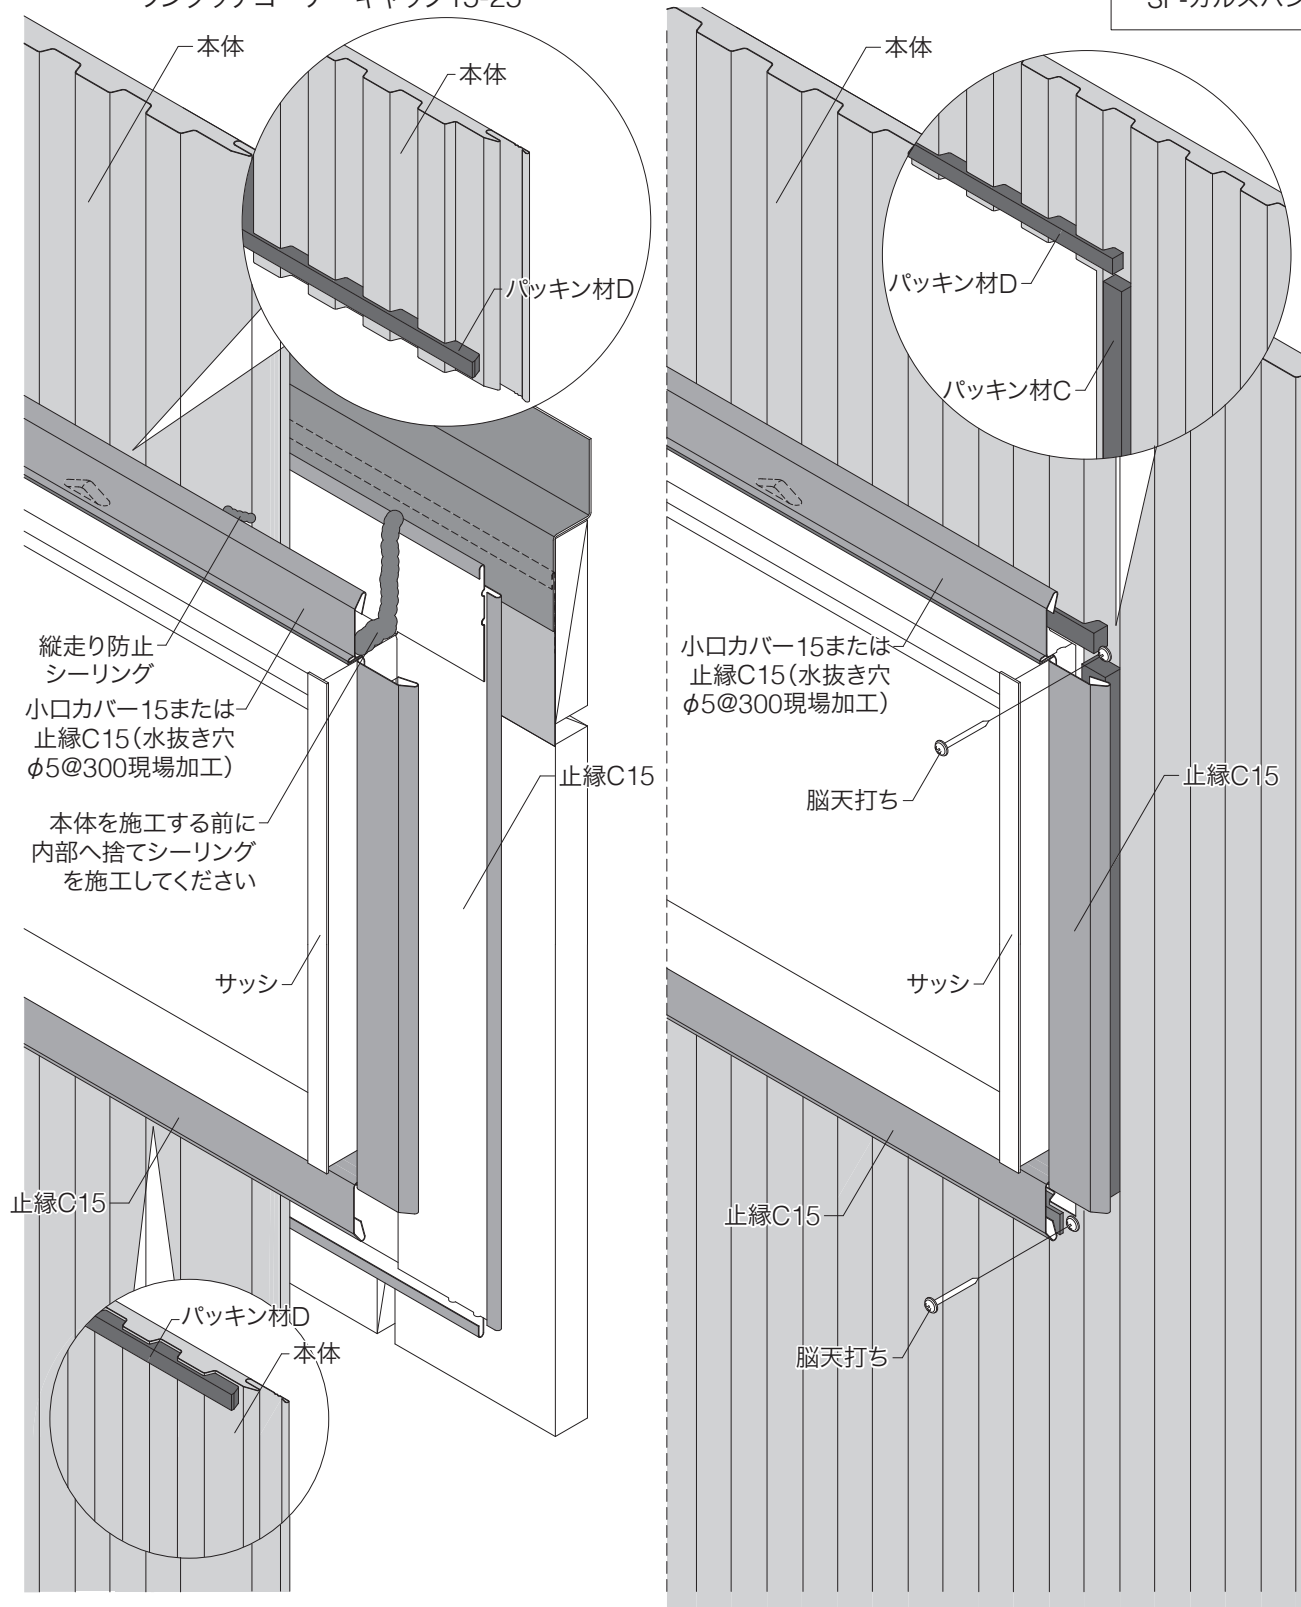 本体
本体
パッキン材D
縦走り防止
シーリング
小口カバー15または
止縁C15（水抜き穴
φ5@300現場加工）
本体を施工する前に
内部へ捨てシーリング
を施工してください
止縁C15
サッシ
止縁C15
パッキン材D
本体
本体
パッキン材D
パッキン材C
小口カバー15または
止縁C15（水抜き穴
φ5@300現場加工）
脳天打ち
止縁C15
サッシ
止縁C15
脳天打ち